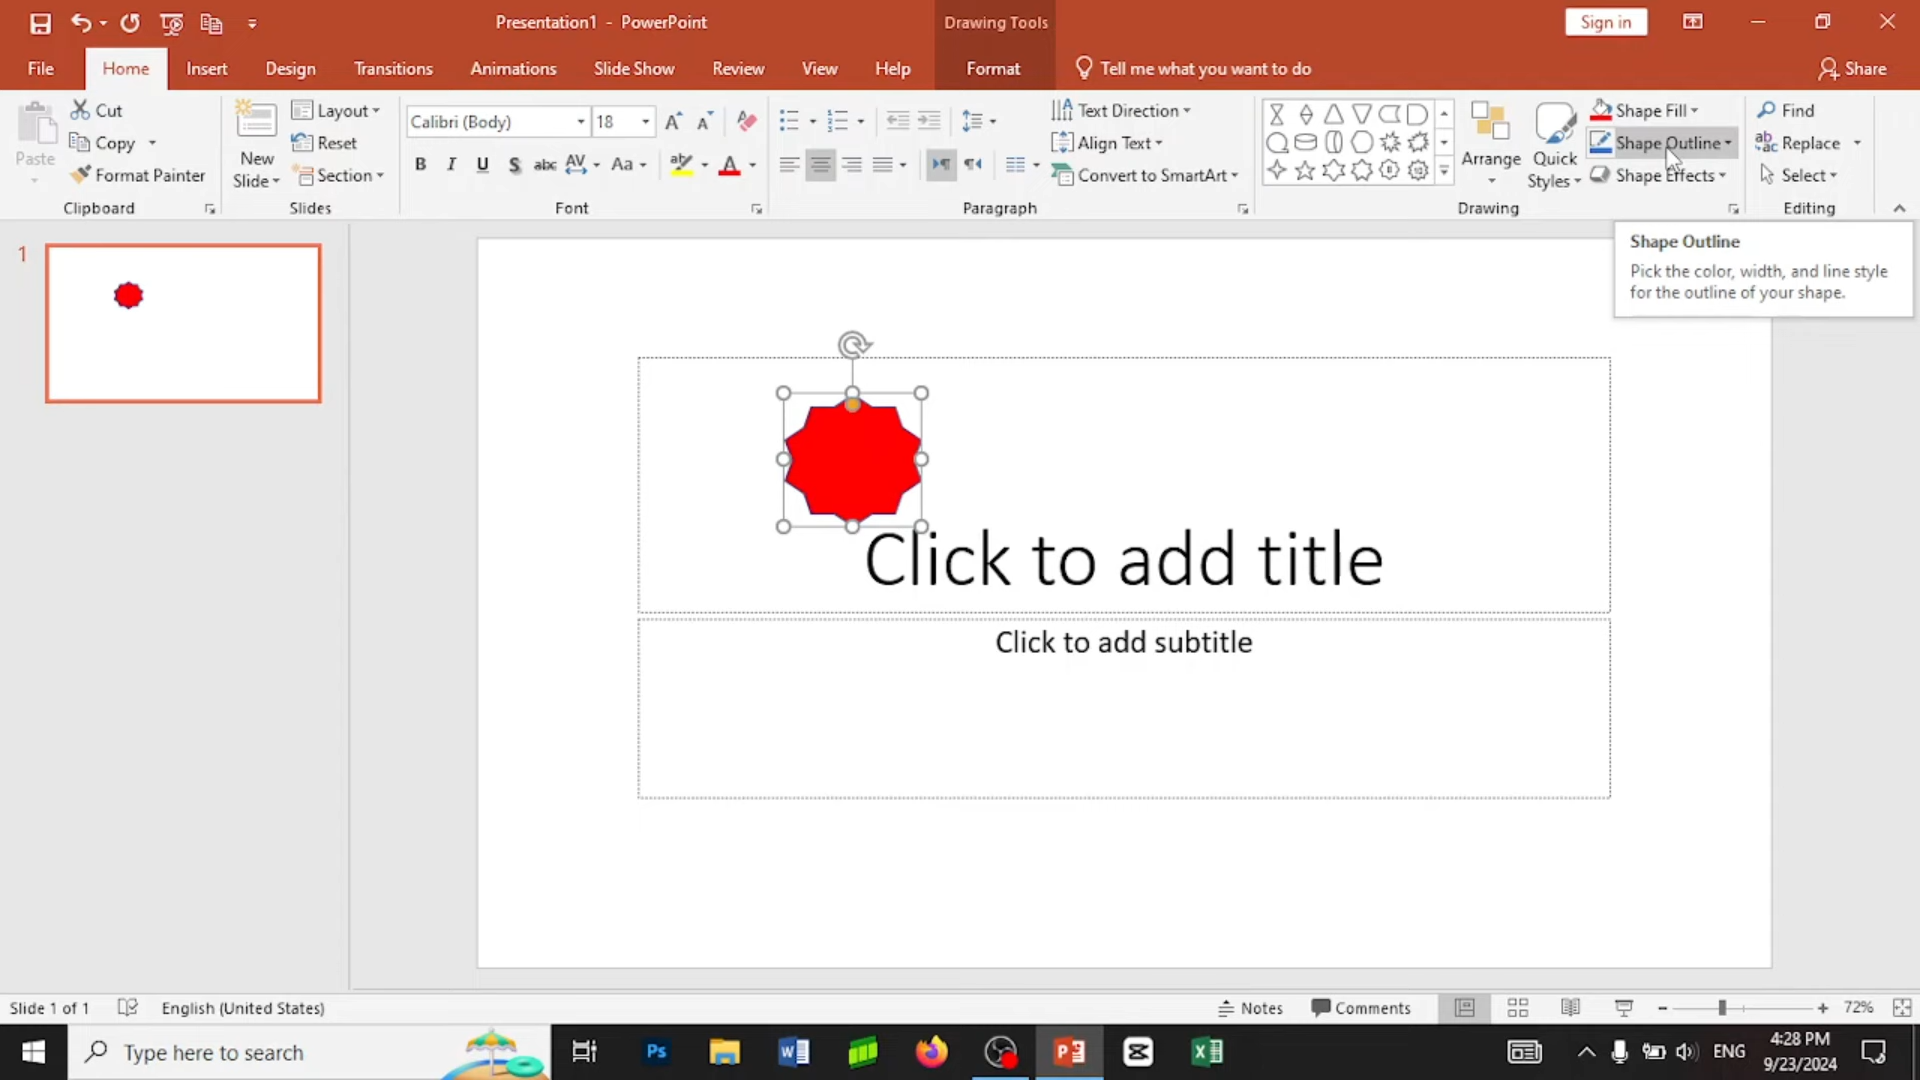 Presentation1 - PowerPoint
Drawing Tools
Sign in
File
Home
Insert
Design
Transitions
Animations
Slide Show
Review
View
Help
Format
Tell me what you want to do
Share
Paste
Cut
Copy
Format Painter
Clipboard
New
Slide
Layout
Reset
Section
Slides
Calibri (Body)
18
B I U S abc AV Aa A
Font
Text Direction
Align Text
Convert to SmartArt
Paragraph
Arrange
Quick
Styles
Shape Fill
Shape Outline
Shape Effects
Drawing
Find
Replace
Select
Editing
Shape Outline
Pick the color, width, and line style
for the outline of your shape.
1
Click to add title
Click to add subtitle
Slide 1 of 1
English (United States)
Notes
Comments
72%
Type here to search
Ps
ENG
4:28 PM
9/23/2024